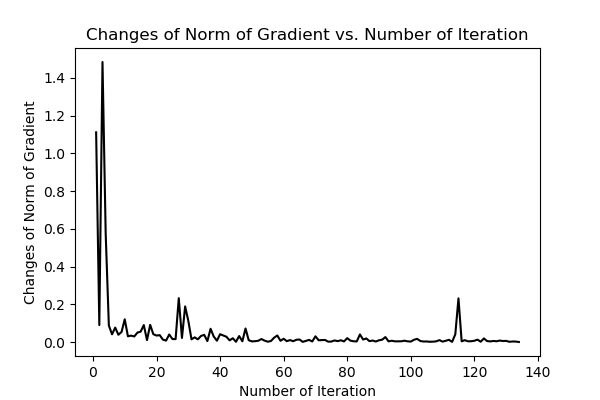 Changes of Norm of Gradient vs. Number of Iteration
Changes of Norm of Gradient
1.4
1.2
1.0
0.8
0.6
0.4
0.2
0.0
0 20 40 60 80 100 120 140
Number of Iteration